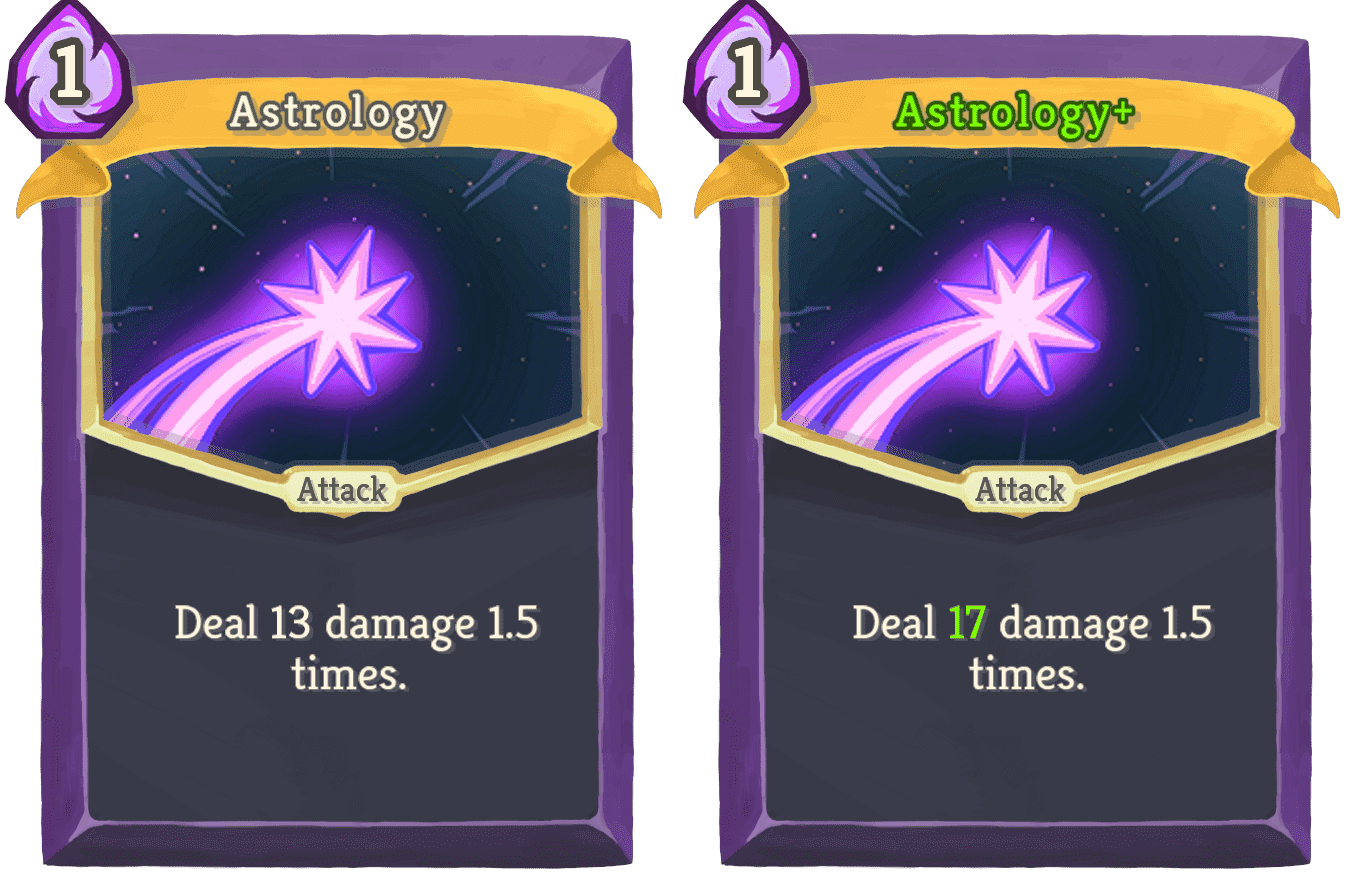 1
Astrology
Attack
Deal 13 damage 1.5
times.
1
Astrology+
Attack
Deal 17 damage 1.5
times.